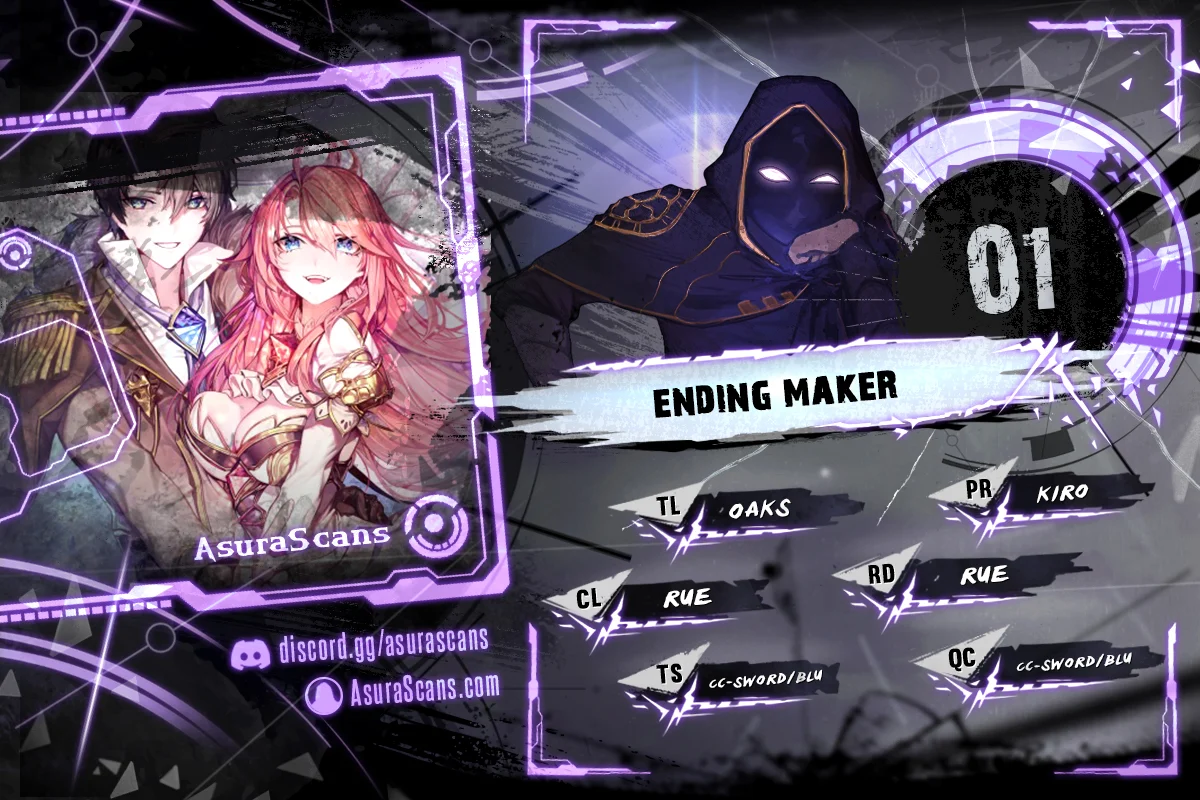 01
ENDING MAKER
TL OAKS
PR KIRO
CL RUE
RD RUE
TS CC-SWORD/BLU
QC CC-SWORD/BLU
AsuraScans
discord.gg/asurascans
AsuraScans.com